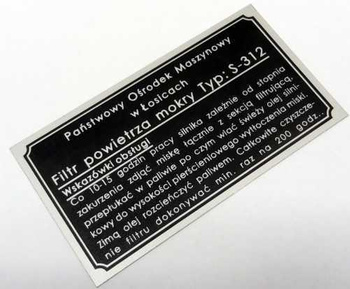 Państwowy Ośrodek Maszynowy
w Łosicach
Filtr powietrza mokry Typ: S-312
Wskazówki obsługi
Co 10-15 godzin pracy silnika zależnie od stopnia
zakurzenia zdjąć miskę łącznie z sekcją filtrującą,
przepłukać w paliwie po czym wlać świeży olej silni-
kowy do wysokości pierścieniowego wytłoczenia miski.
Zimą olej rozcieńczyć paliwem. Całkowite czyszcze-
nie filtru dokonywać min. raz na 200 godz.